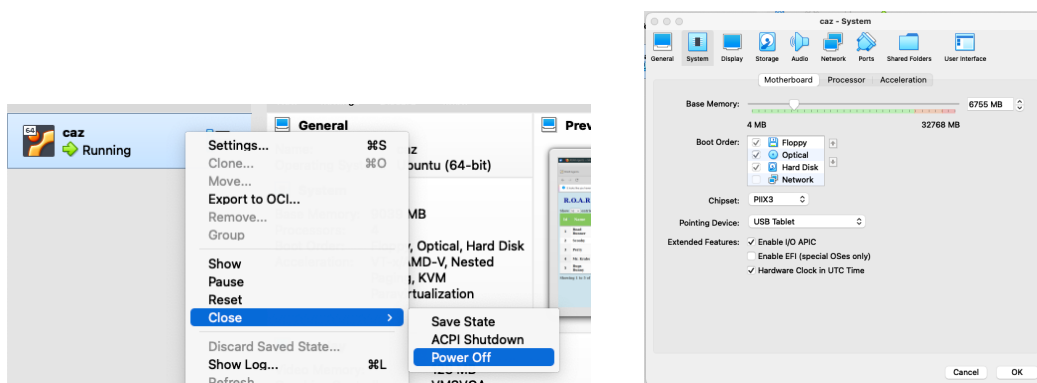 64
caz
Running
Settings... ⌘S
Clone... ⌘O
Move...
Export to OCI...
Remove...
Group
Show
Pause
Reset
Close >
Discard Saved State...
Show Log... ⌘L
Refresh
Save State
ACPI Shutdown
Power Off
General
buntu (64-bit)
MB
, Optical, Hard Disk
AMD-V, Nested
, KVM
rtualization
Prev
R.O.A.R
caz - System
General System Display Storage Audio Network Ports Shared Folders User Interface
Motherboard Processor Acceleration
Base Memory: 6755 MB
4 MB 32768 MB
Boot Order: Floppy
Optical
Hard Disk
Network
Chipset: PIIX3
Pointing Device: USB Tablet
Extended Features: Enable I/O APIC
Enable EFI (special OSes only)
Hardware Clock in UTC Time
Cancel OK